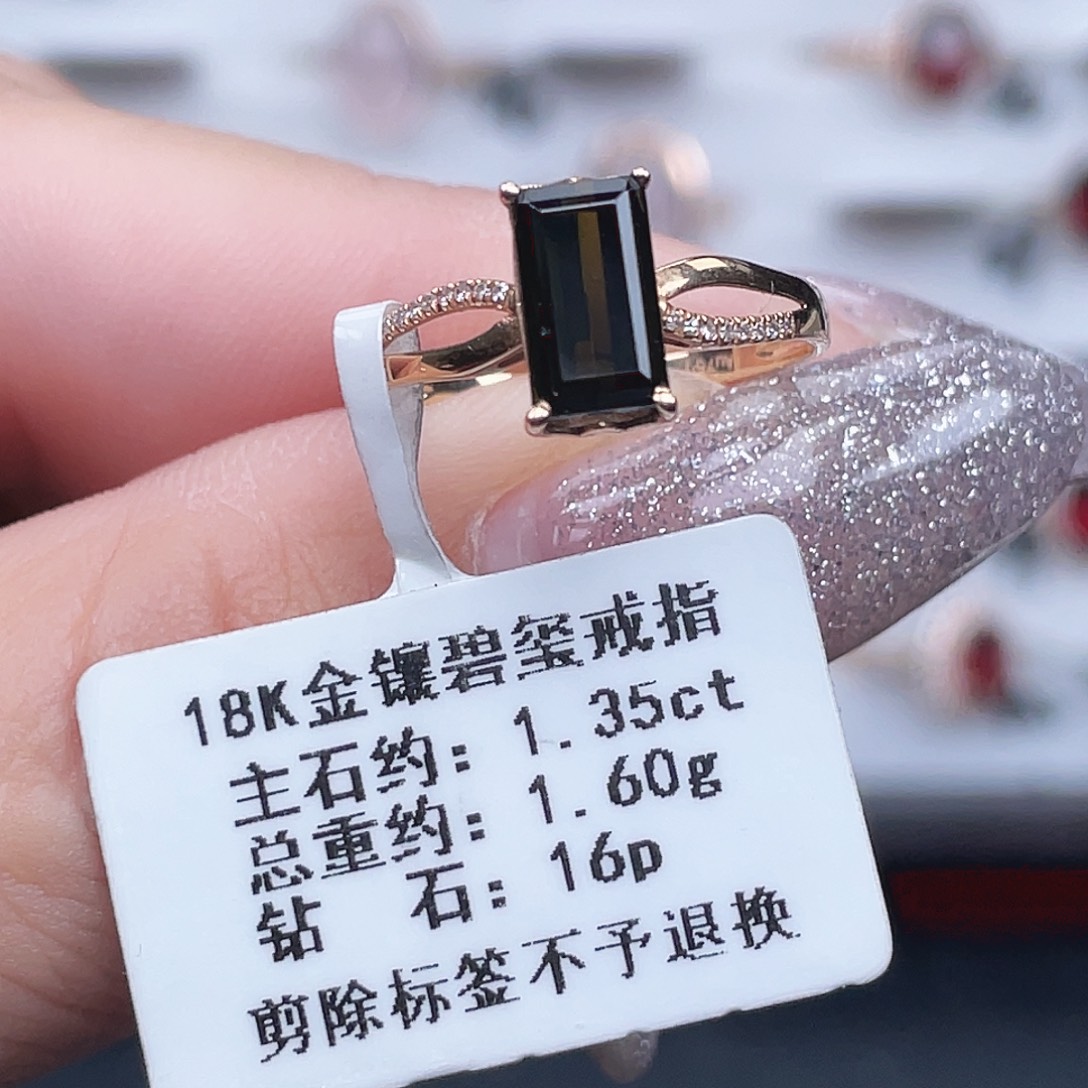 18K金镶碧玺戒指
主石约: 1.35ct
总重约: 1.60g
钻 石: 16p
剪除标签不予退换